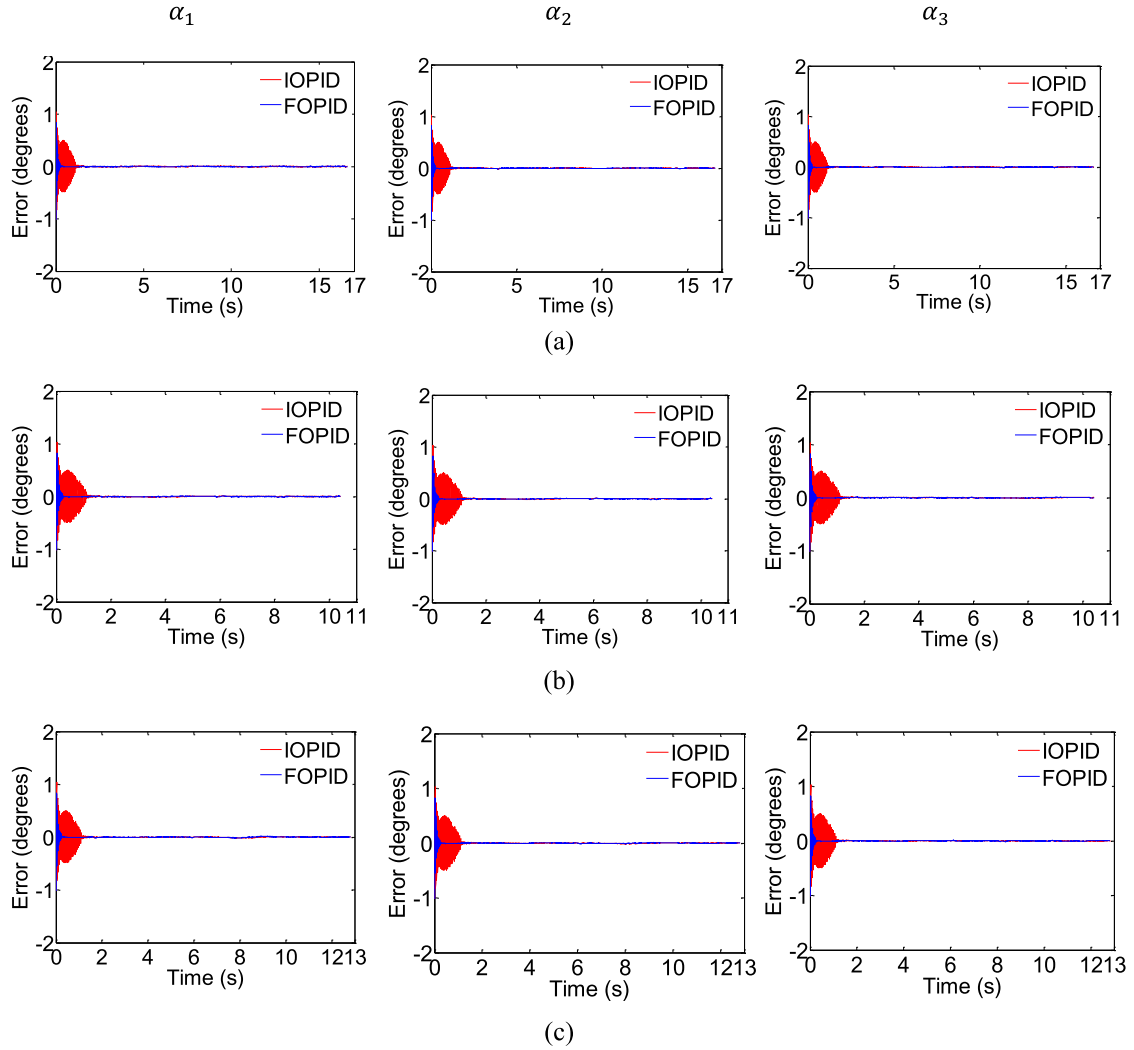 α₁ α₂ α₃
2 IOPID 2 IOPID 2 IOPID
FOPID FOPID FOPID
1 1 1
Error (degrees) Error (degrees) Error (degrees)
0 0 0
-1 -1 -1
-2 -2 -2
0 5 10 15 17 0 5 10 15 17 0 5 10 15 17
Time (s) Time (s) Time (s)
(a)
2 IOPID 2 IOPID 2 IOPID
FOPID FOPID FOPID
1 1 1
Error (degrees) Error (degrees) Error (degrees)
0 0 0
-1 -1 -1
-2 -2 -2
0 2 4 6 8 10 11 0 2 4 6 8 10 11 0 2 4 6 8 10 11
Time (s) Time (s) Time (s)
(b)
2 IOPID 2 IOPID 2 IOPID
FOPID FOPID FOPID
1 1 1
Error (degrees) Error (degrees) Error (degrees)
0 0 0
-1 -1 -1
-2 -2 -2
0 2 4 6 8 10 1213 0 2 4 6 8 10 1213 0 2 4 6 8 10 1213
Time (s) Time (s) Time (s)
(c)